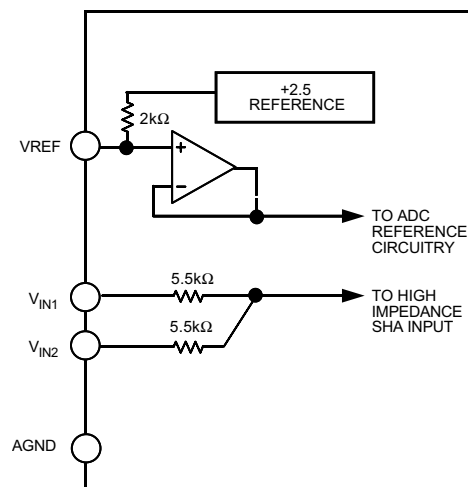 +2.5
REFERENCE
2kΩ
VREF
+
−
TO ADC
REFERENCE
CIRCUITRY
5.5kΩ
VIN1
TO HIGH
IMPEDANCE
SHA INPUT
5.5kΩ
VIN2
AGND